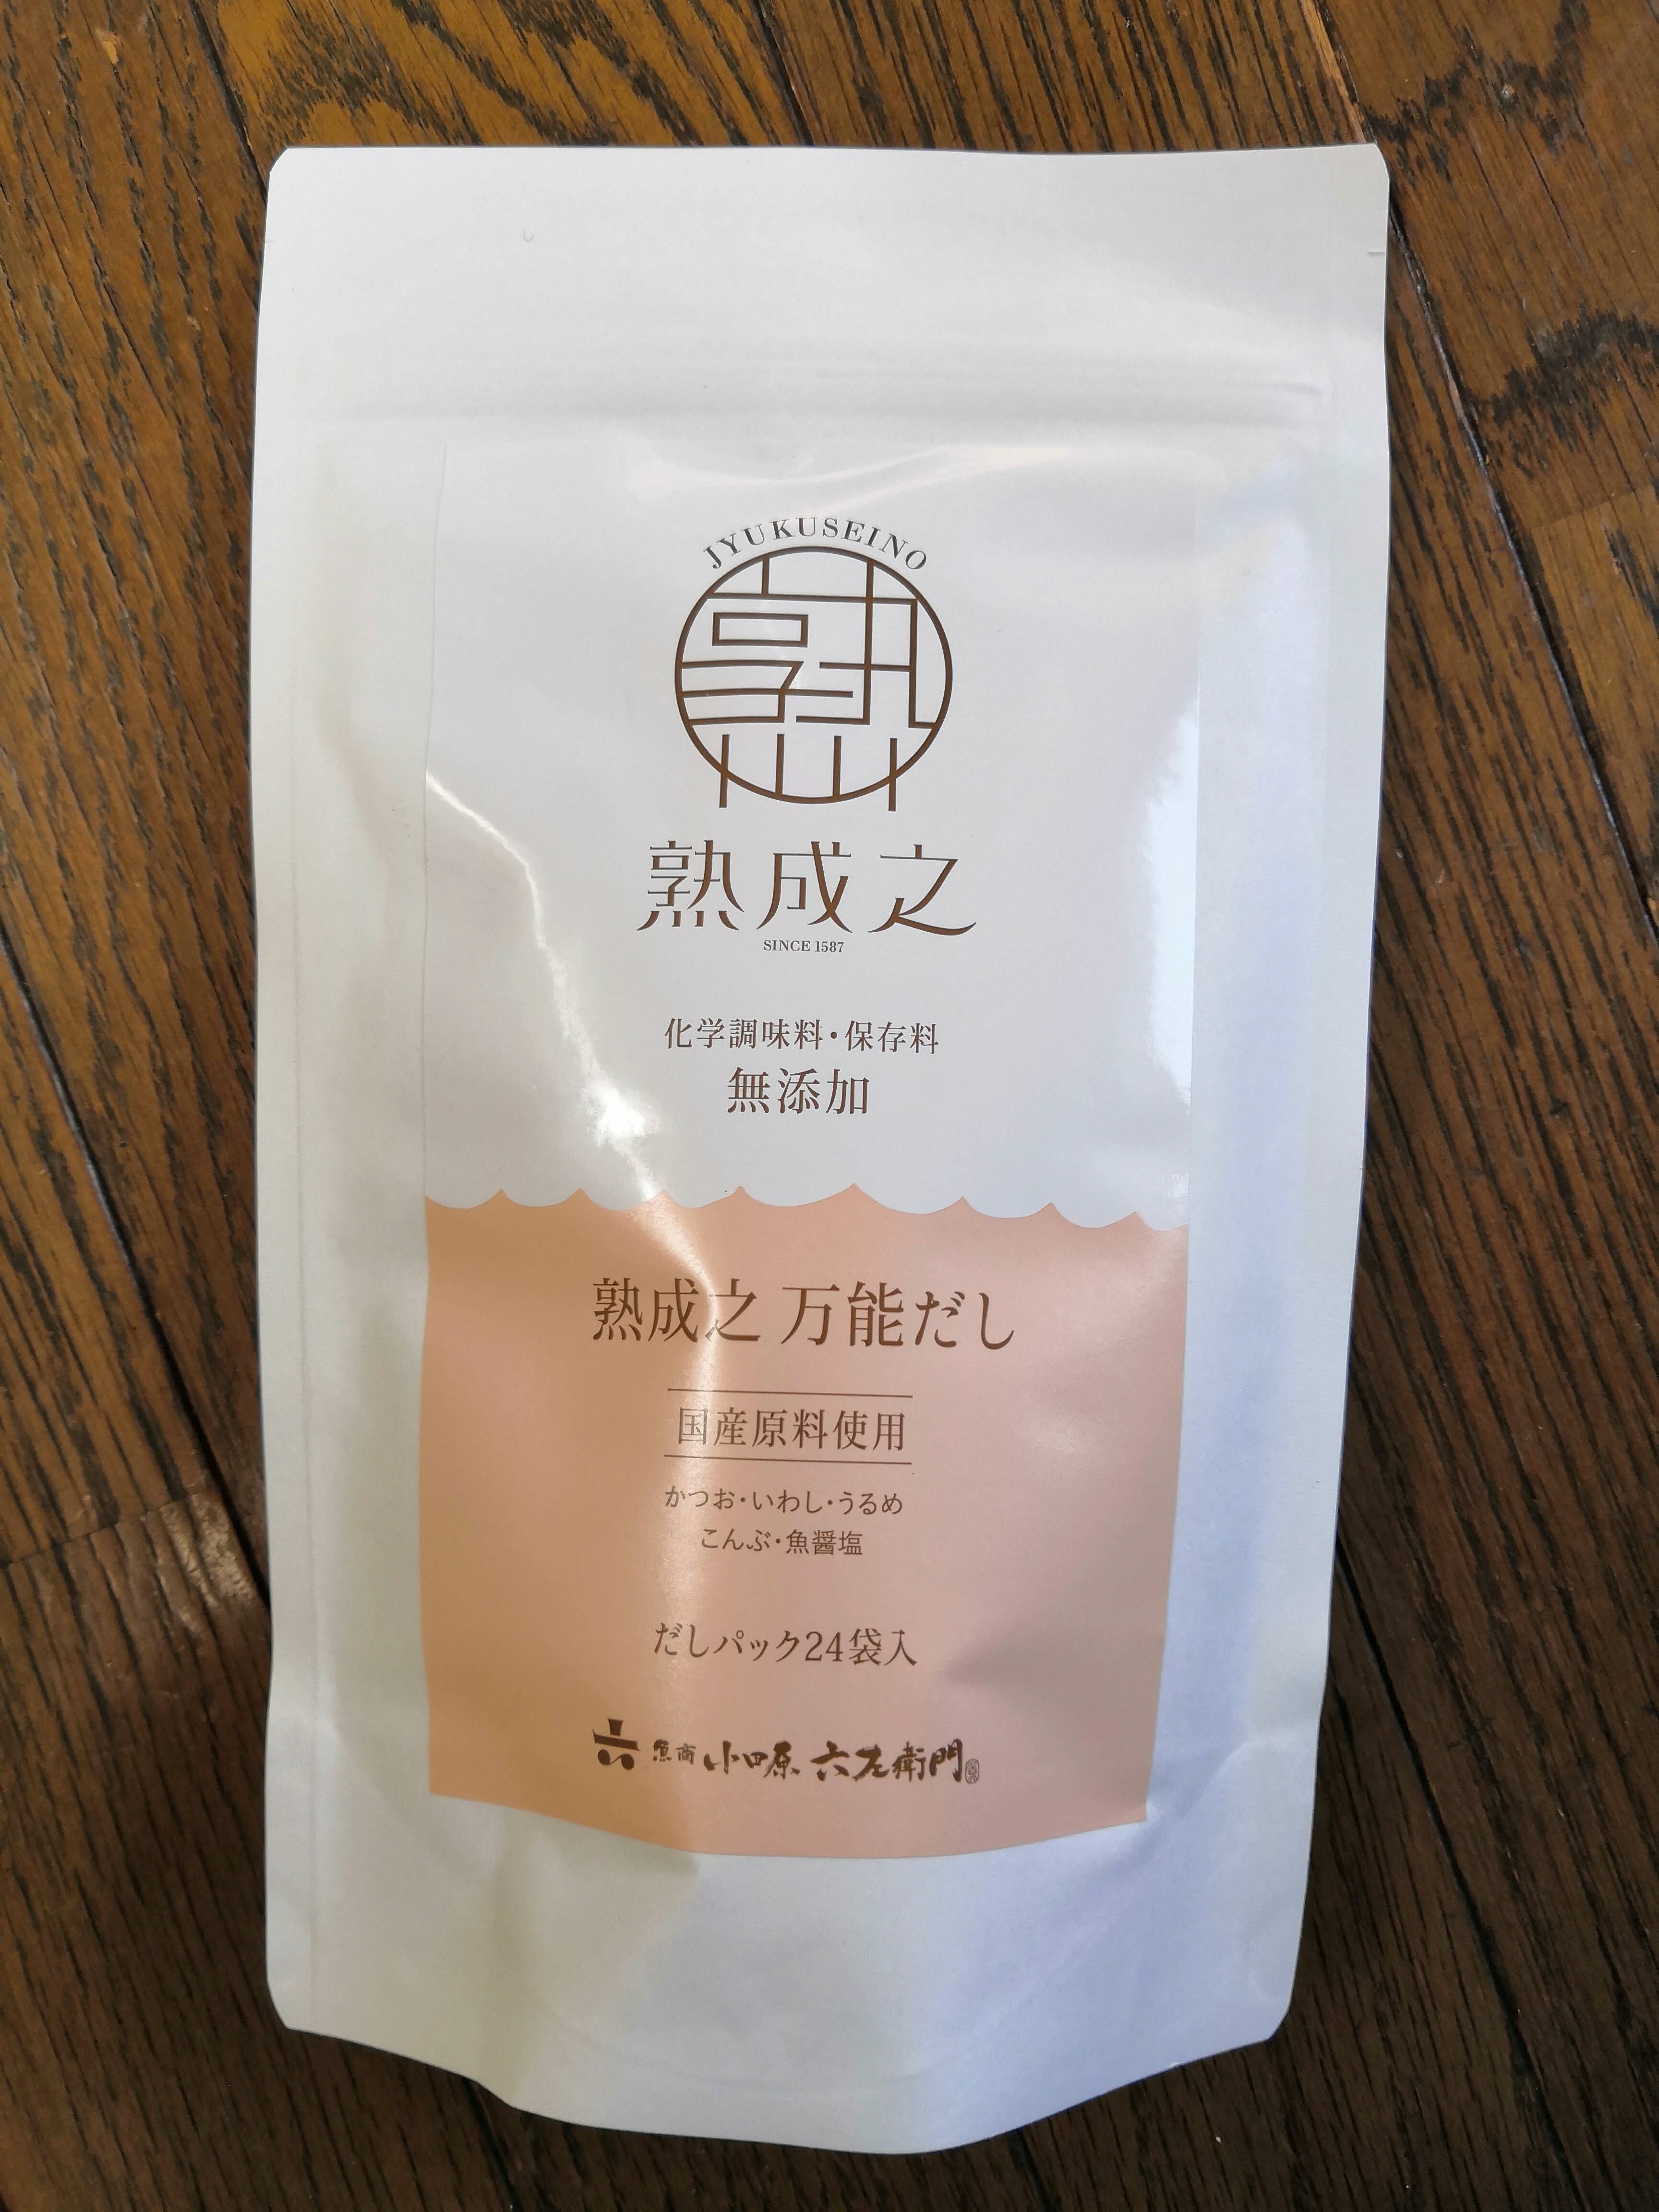 JYUKUSEINO
熟
熟成之
SINCE 1587
化学調味料・保存料
無添加
熟成之 万能だし
国産原料使用
かつお・いわし・うるめ
こんぶ・魚醤塩
だしパック24袋入
六 魚商 小田原 六左衛門